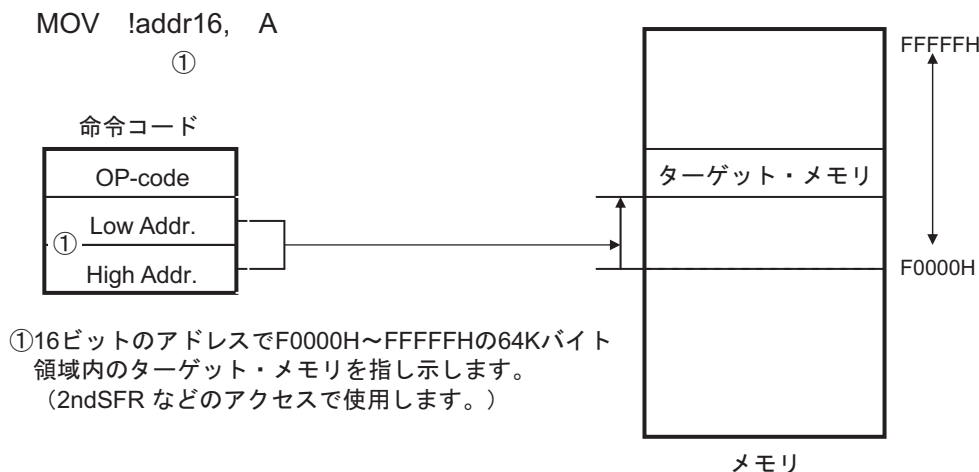 MOV !addr16, A
①
命令コード
OP-code
Low Addr.
①
High Addr.
FFFFFH
ターゲット・メモリ
F0000H
①16ビットのアドレスでF0000H～FFFFFHの64Kバイト
領域内のターゲット・メモリを指し示します。
（2ndSFR などのアクセスで使用します。）
メモリ